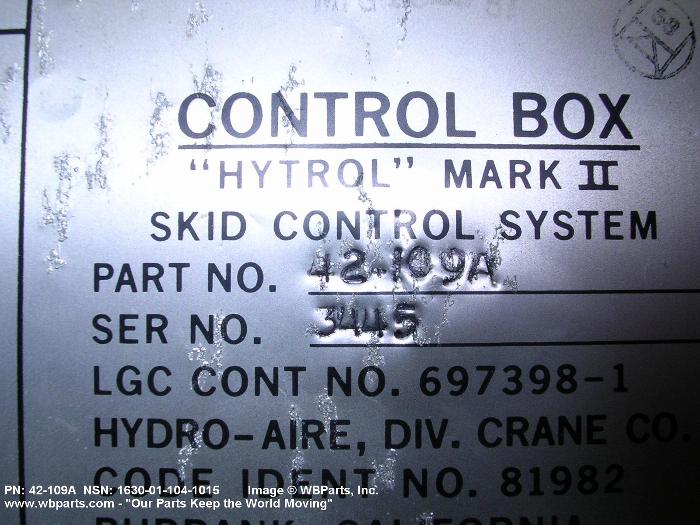 CONTROL BOX
"HYTROL" MARK II
SKID CONTROL SYSTEM
PART NO. 42-109A
SER NO. 3445
LGC CONT NO. 697398-1
HYDRO-AIRE, DIV. CRANE CO.
CODE IDENT NO. 81982
BURBANK, CALIFORNIA
PN: 42-109A NSN: 1630-01-104-1015 Image © WBParts, Inc.
www.wbparts.com - "Our Parts Keep the World Moving"